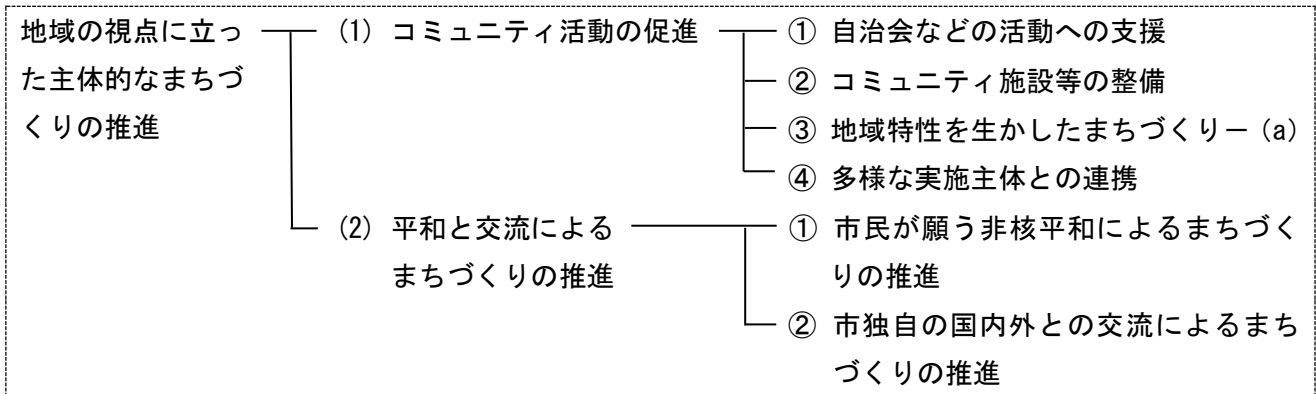 地域の視点に立っ
た主体的なまちづ
くりの推進
(1) コミュニティ活動の促進
① 自治会などの活動への支援
② コミュニティ施設等の整備
③ 地域特性を生かしたまちづくり－(a)
④ 多様な実施主体との連携
(2) 平和と交流による
まちづくりの推進
① 市民が願う非核平和によるまちづく
りの推進
② 市独自の国内外との交流によるまち
づくりの推進